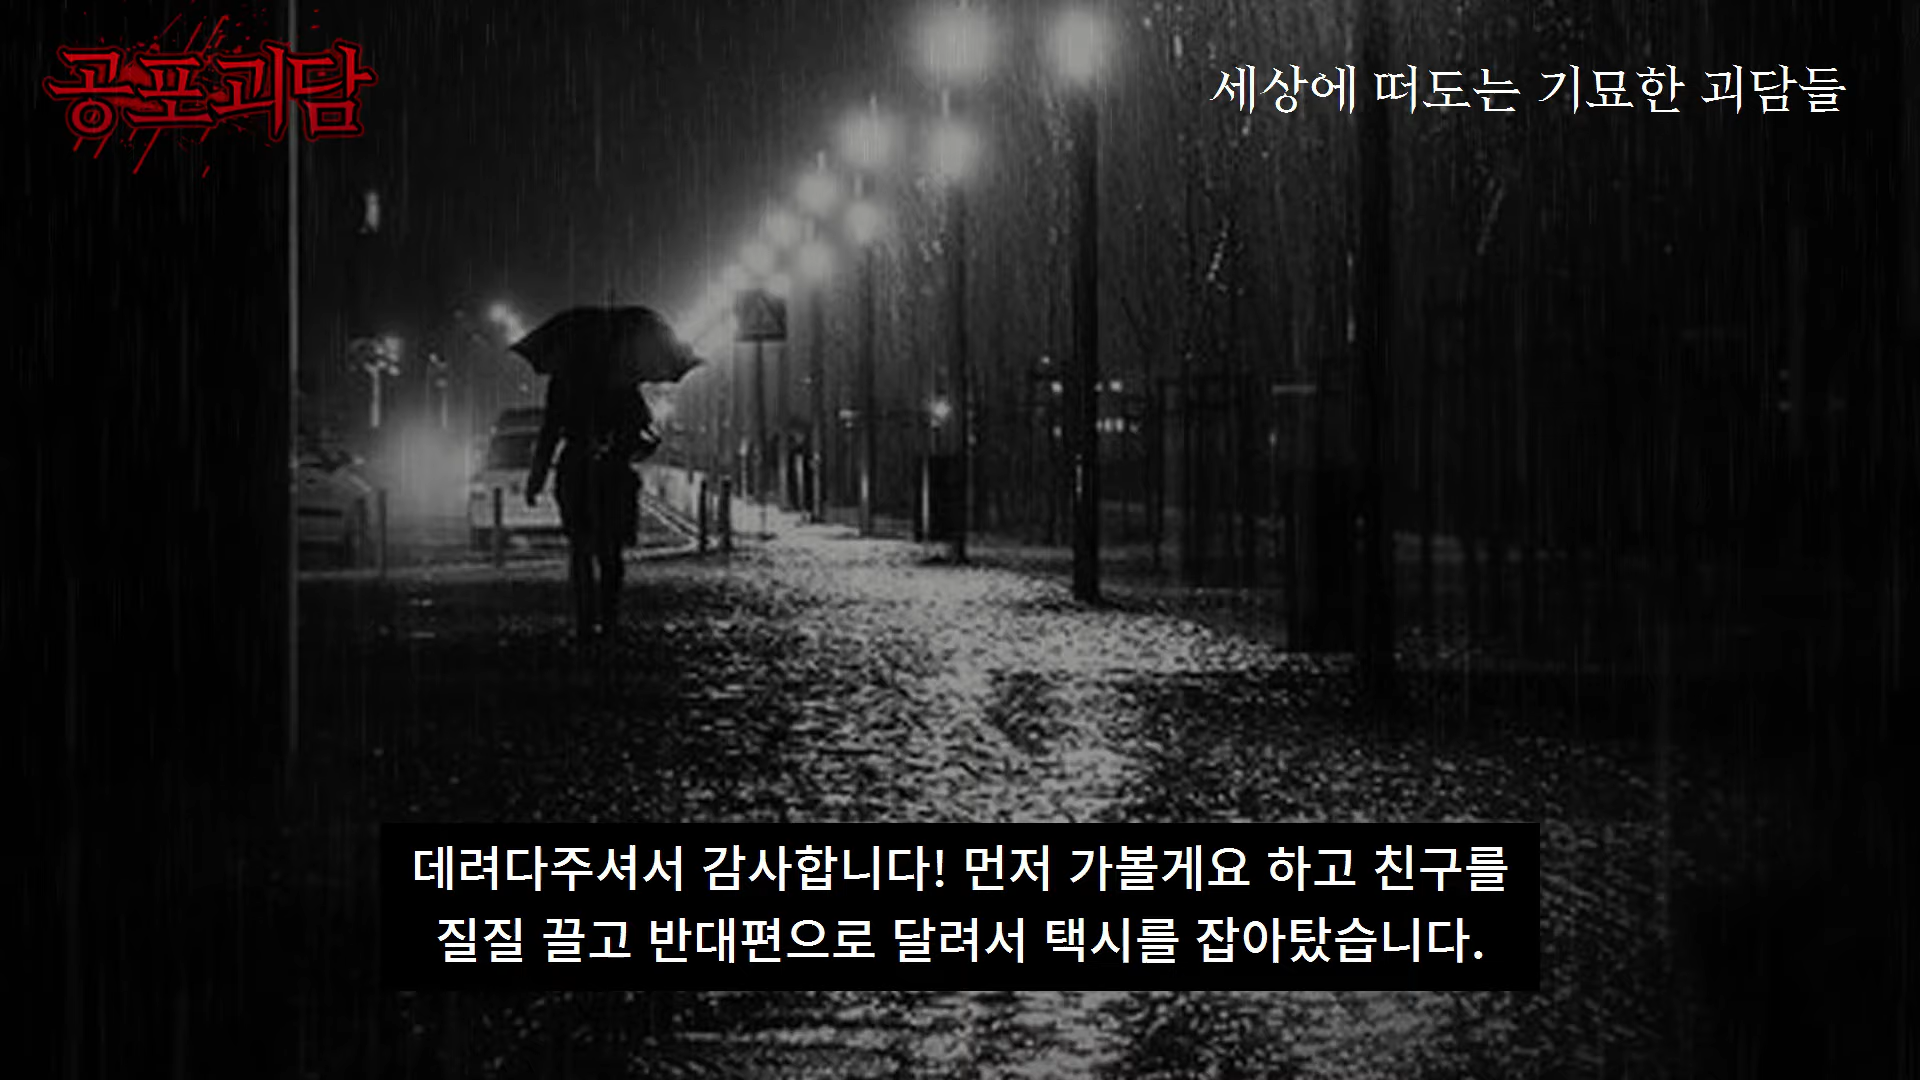 공포괴담
세상에 떠도는 기묘한 괴담들
데려다주셔서 감사합니다! 먼저 가볼게요 하고 친구를
질질 끌고 반대편으로 달려서 택시를 잡아탔습니다.